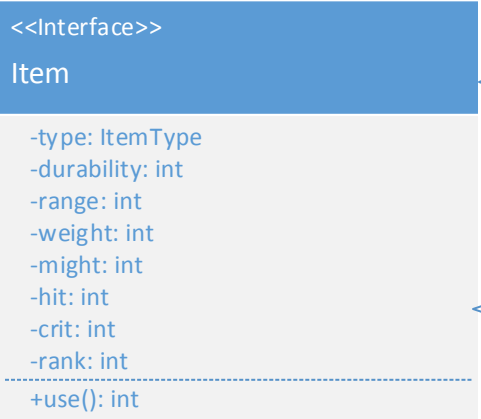 <<Interface>>
Item
-type: ItemType
-durability: int
-range: int
-weight: int
-might: int
-hit: int
-crit: int
-rank: int
+use(): int